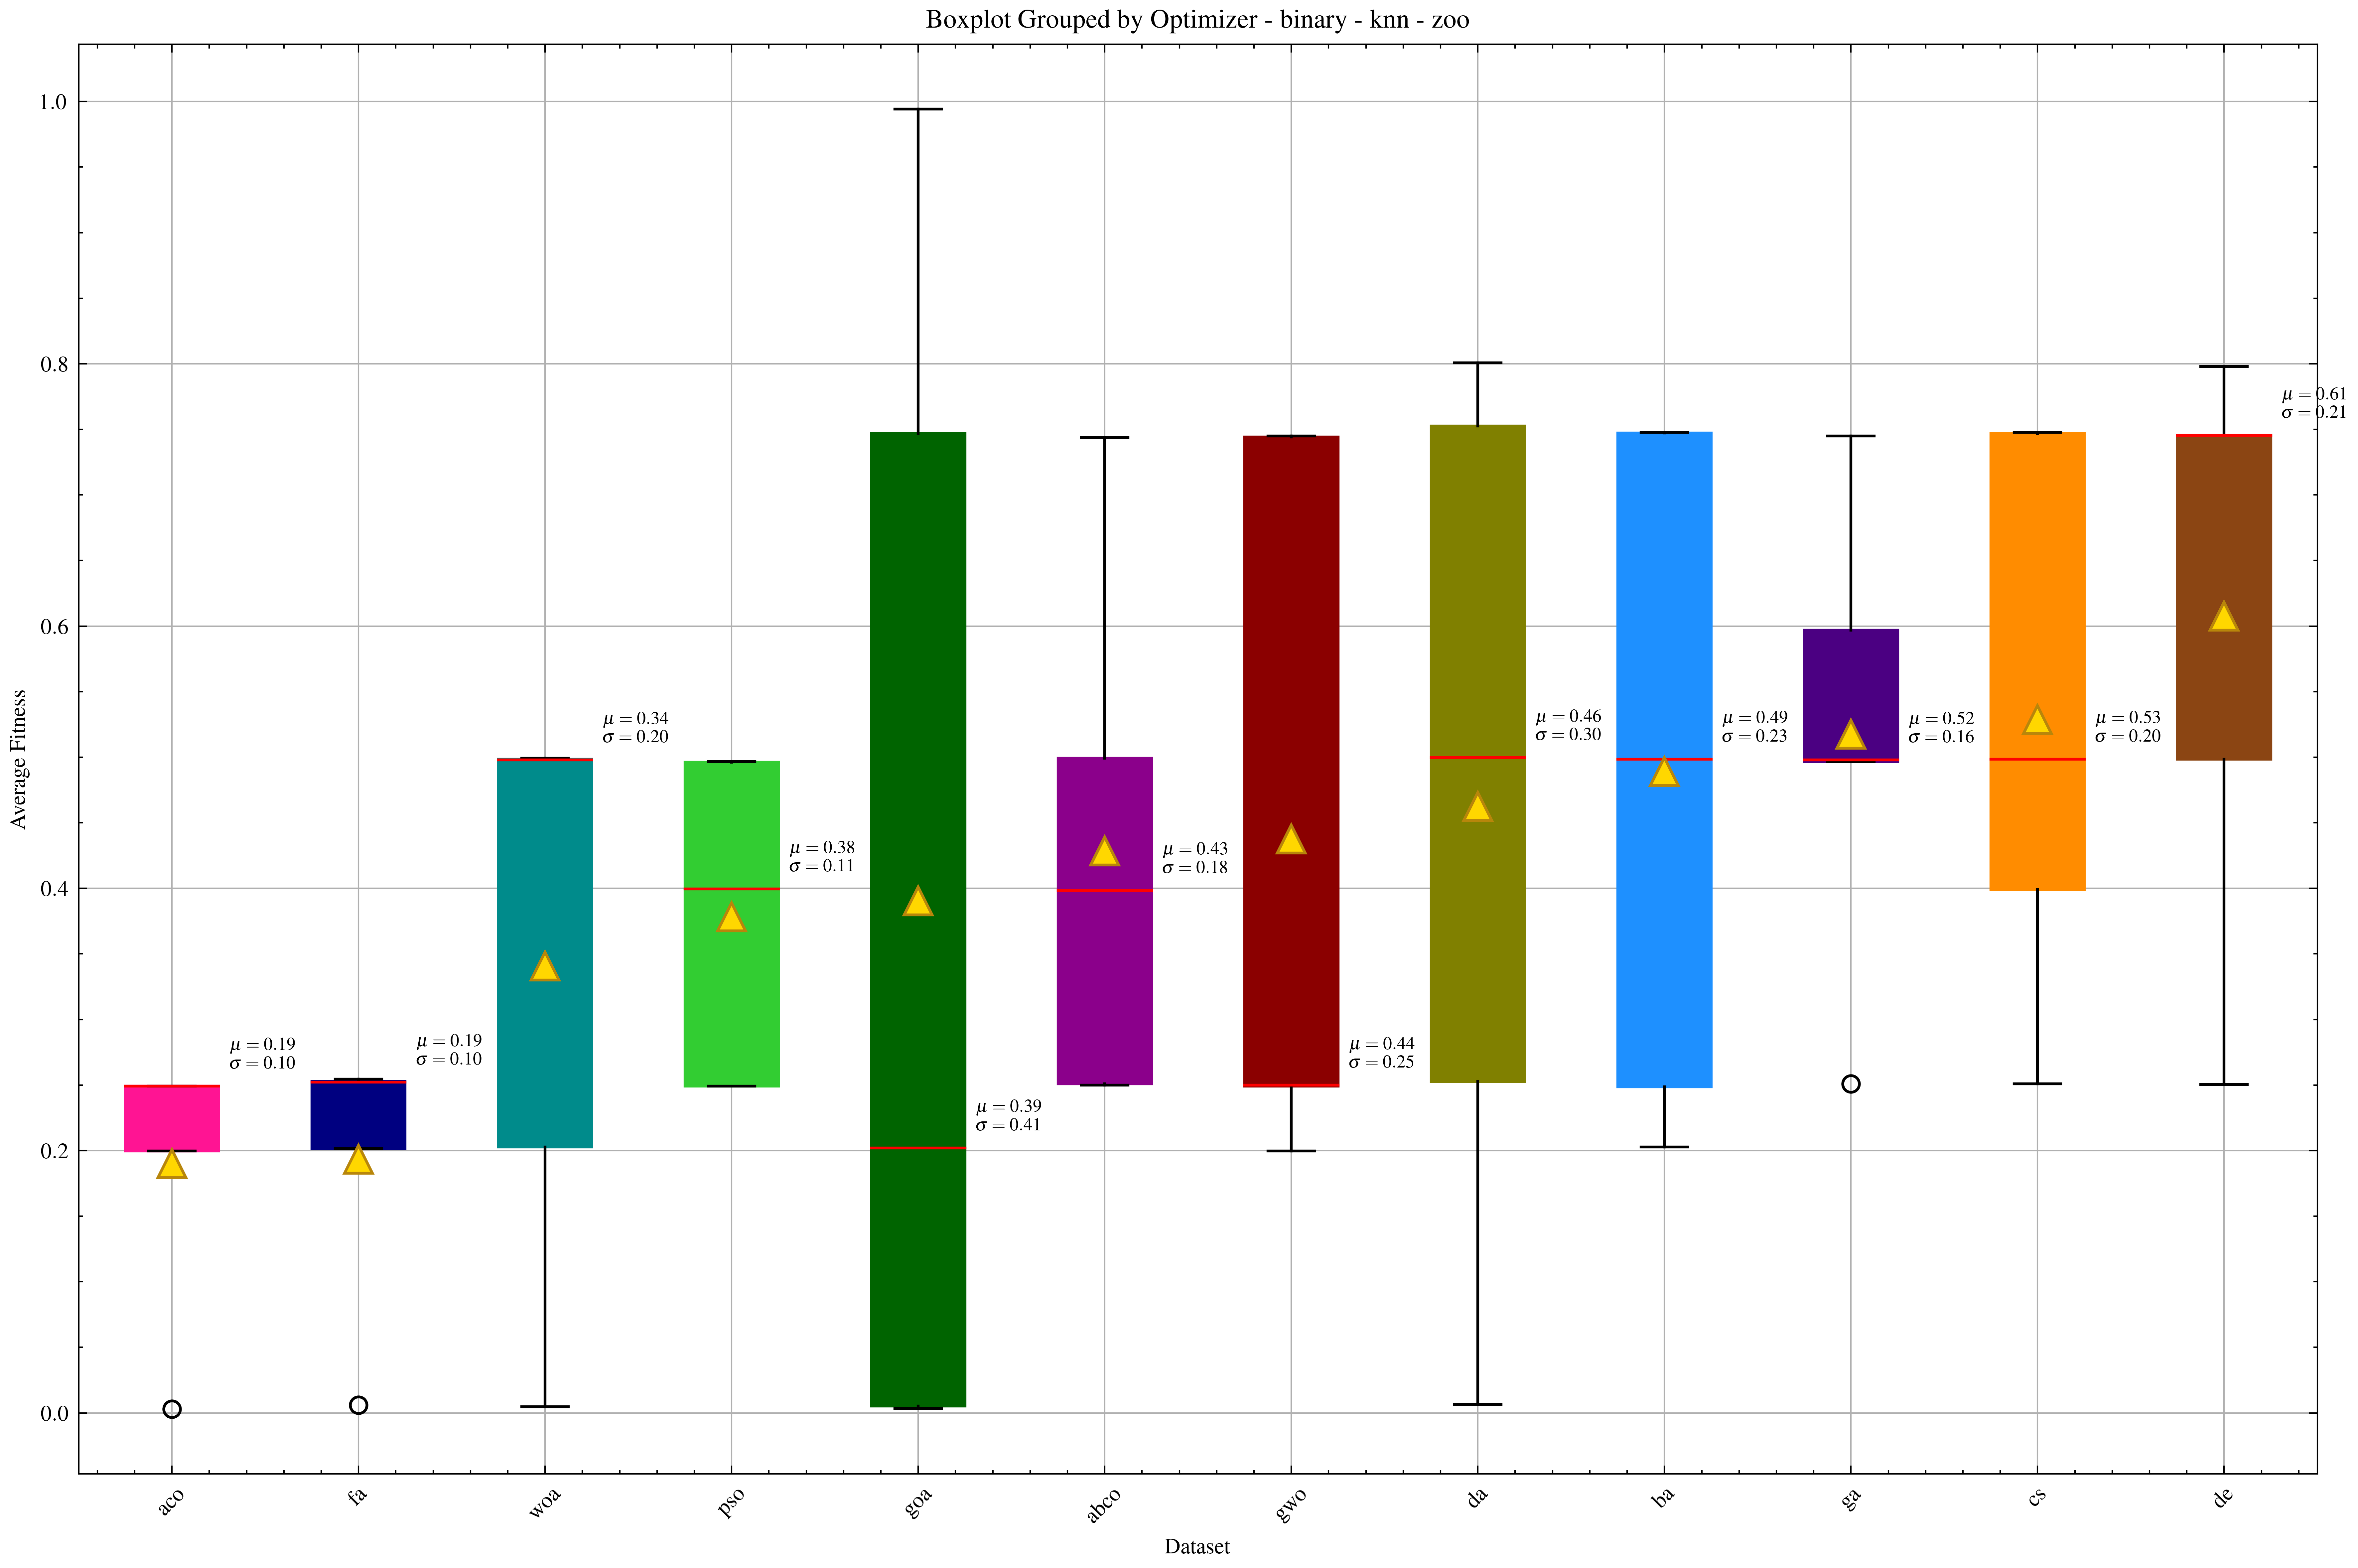 Boxplot Grouped by Optimizer - binary - knn - zoo
Average Fitness
1.0
0.8
0.6
0.4
0.2
0.0
μ = 0.19
σ = 0.10
μ = 0.19
σ = 0.10
μ = 0.34
σ = 0.20
μ = 0.38
σ = 0.11
μ = 0.39
σ = 0.41
μ = 0.43
σ = 0.18
μ = 0.44
σ = 0.25
μ = 0.46
σ = 0.30
μ = 0.49
σ = 0.23
μ = 0.52
σ = 0.16
μ = 0.53
σ = 0.20
μ = 0.61
σ = 0.21
aco
fa
woa
pso
goa
abco
gwo
da
ba
ga
cs
de
Dataset